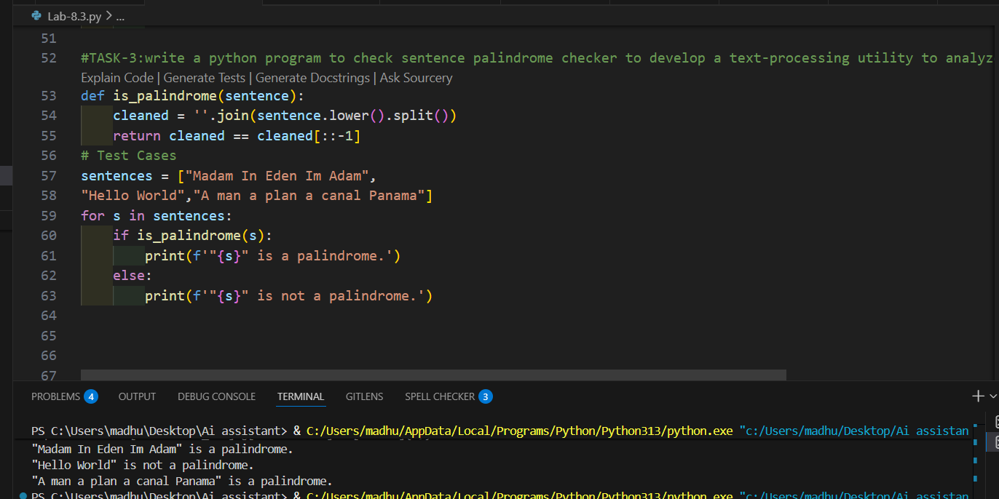 Lab-8.3.py > ...
51
52 #TASK-3:write a python program to check sentence palindrome checker to develop a text-processing utility to analyz
Explain Code | Generate Tests | Generate Docstrings | Ask Sourcery
53 def is_palindrome(sentence):
54     cleaned = ''.join(sentence.lower().split())
55     return cleaned == cleaned[::-1]
56 # Test Cases
57 sentences = ["Madam In Eden Im Adam",
58 "Hello World","A man a plan a canal Panama"]
59 for s in sentences:
60     if is_palindrome(s):
61         print(f'"{s}" is a palindrome.')
62     else:
63         print(f'"{s}" is not a palindrome.')
64
65
66
67
PROBLEMS 4 OUTPUT DEBUG CONSOLE TERMINAL GITLENS SPELL CHECKER 3
PS C:\Users\madhu\Desktop\Ai assistant> & C:/Users/madhu/AppData/Local/Programs/Python/Python313/python.exe "c:/Users/madhu/Desktop/Ai assistan
"Madam In Eden Im Adam" is a palindrome.
"Hello World" is not a palindrome.
"A man a plan a canal Panama" is a palindrome.
PS C:\Users\madhu\Desktop\Ai assistant> & C:/Users/madhu/AppData/Local/Programs/Python/Python313/python.exe "c:/Users/madhu/Desktop/Ai assistan